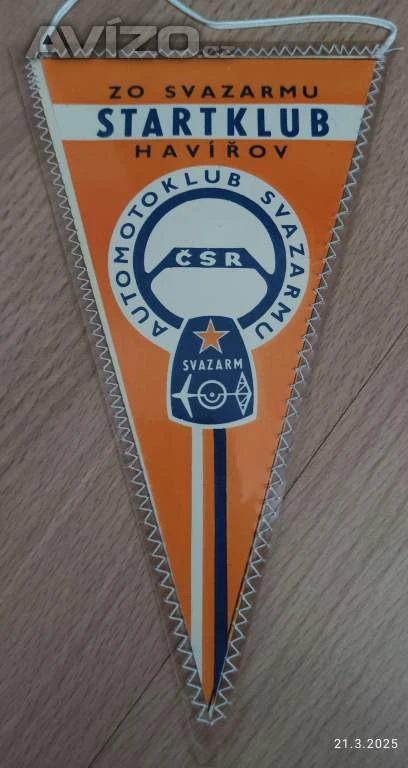 Avízo.cz
ZO SVAZARMU
STARTKLUB
HAVÍŘOV
AUTOMOTOKLUB SVAZARMU
ČSR
SVAZARM
21.3.2025